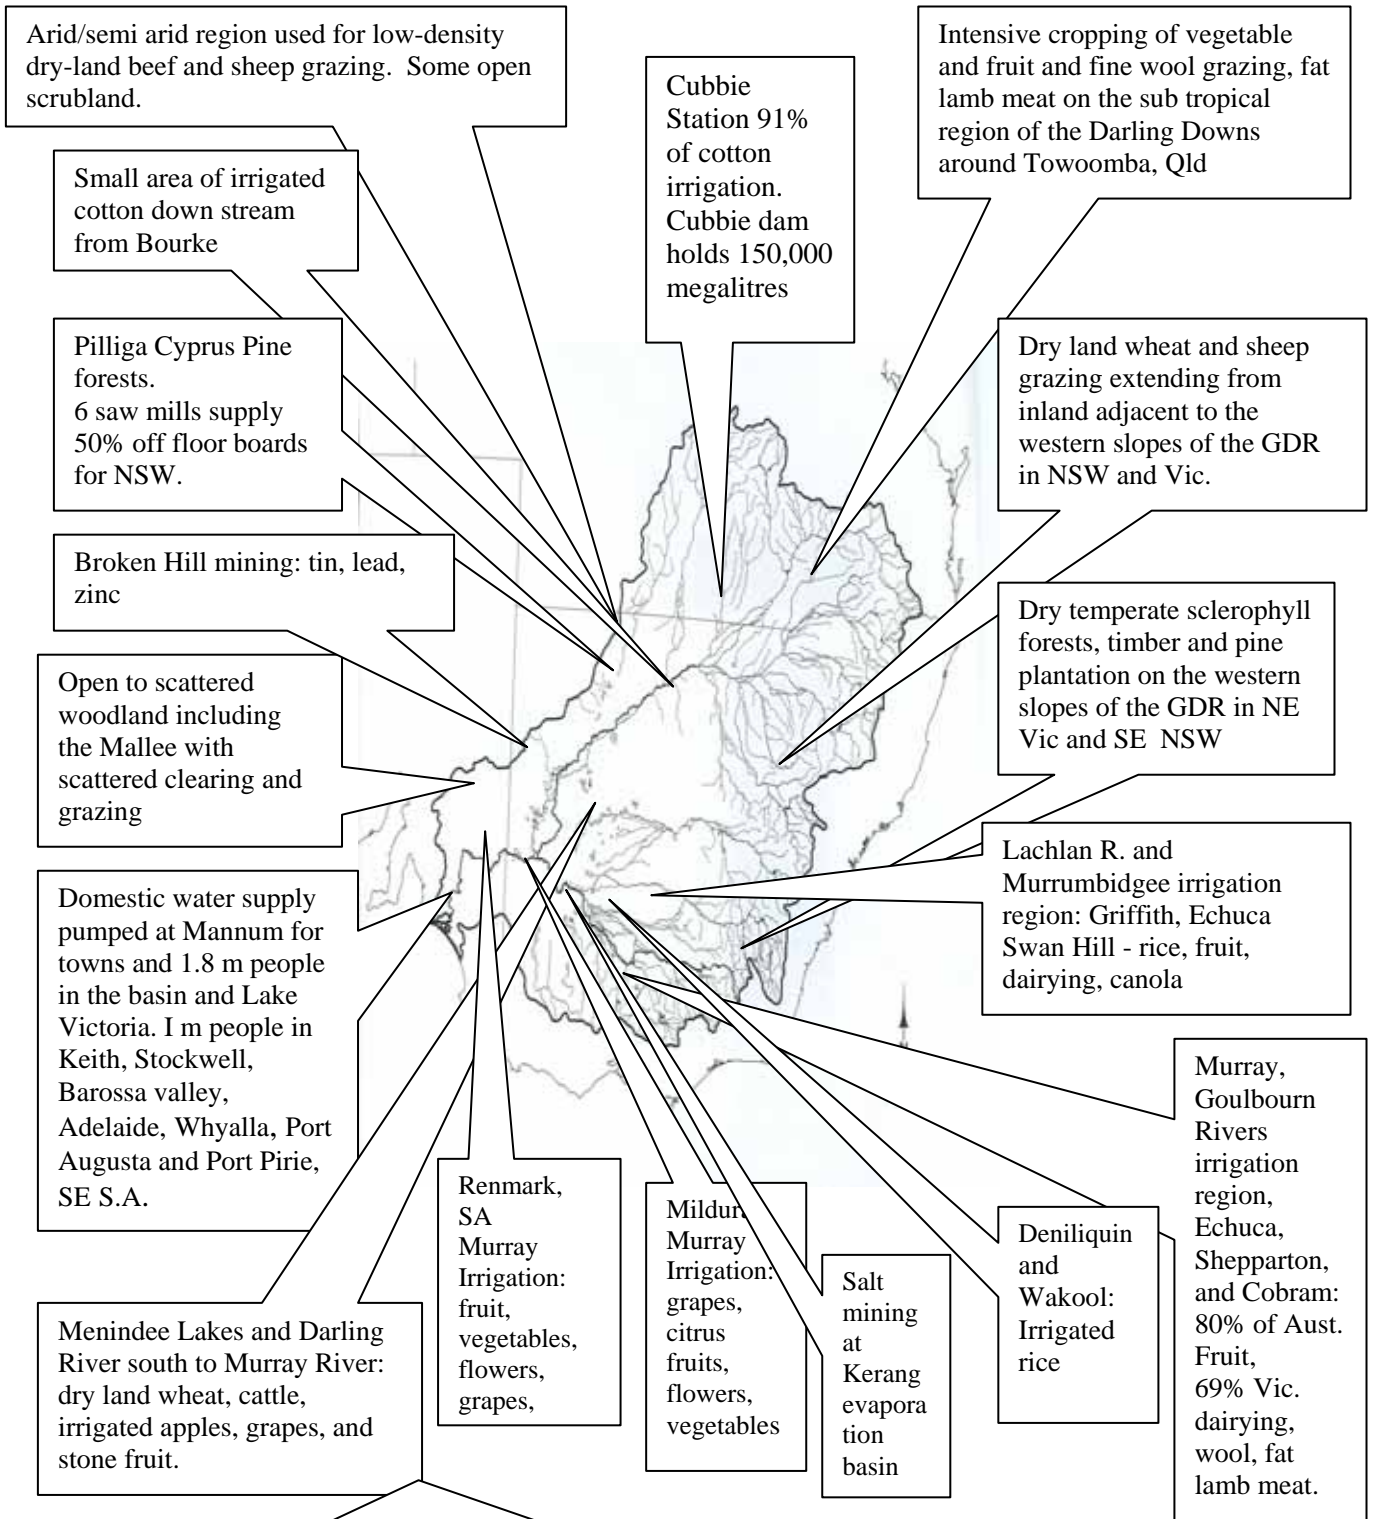 Arid/semi arid region used for low-density
dry-land beef and sheep grazing.  Some open
scrubland.
Cubbie
Station 91%
of cotton
irrigation.
Cubbie dam
holds 150,000
megalitres
Intensive cropping of vegetable
and fruit and fine wool grazing, fat
lamb meat on the sub tropical
region of the Darling Downs
around Towoomba, Qld
Small area of irrigated
cotton down stream
from Bourke
Pilliga Cyprus Pine
forests.
6 saw mills supply
50% off floor boards
for NSW.
Dry land wheat and sheep
grazing extending from
inland adjacent to the
western slopes of the GDR
in NSW and Vic.
Broken Hill mining: tin, lead,
zinc
Dry temperate sclerophyll
forests, timber and pine
plantation on the western
slopes of the GDR in NE
Vic and SE  NSW
Open to scattered
woodland including
the Mallee with
scattered clearing and
grazing
Lachlan R. and
Murrumbidgee irrigation
region: Griffith, Echuca
Swan Hill - rice, fruit,
dairying, canola
Domestic water supply
pumped at Mannum for
towns and 1.8 m people
in the basin and Lake
Victoria. I m people in
Keith, Stockwell,
Barossa valley,
Adelaide, Whyalla, Port
Augusta and Port Pirie,
SE S.A.
Murray,
Goulbourn
Rivers
irrigation
region,
Echuca,
Shepparton,
and Cobram:
80% of Aust.
Fruit,
69% Vic.
dairying,
wool, fat
lamb meat.
Renmark,
SA
Murray
Irrigation:
fruit,
vegetables,
flowers,
grapes,
Mildura
Murray
Irrigation:
grapes,
citrus
fruits,
flowers,
vegetables
Salt
mining
at
Kerang
evapora
tion
basin
Deniliquin
and
Wakool:
Irrigated
rice
Menindee Lakes and Darling
River south to Murray River:
dry land wheat, cattle,
irrigated apples, grapes, and
stone fruit.